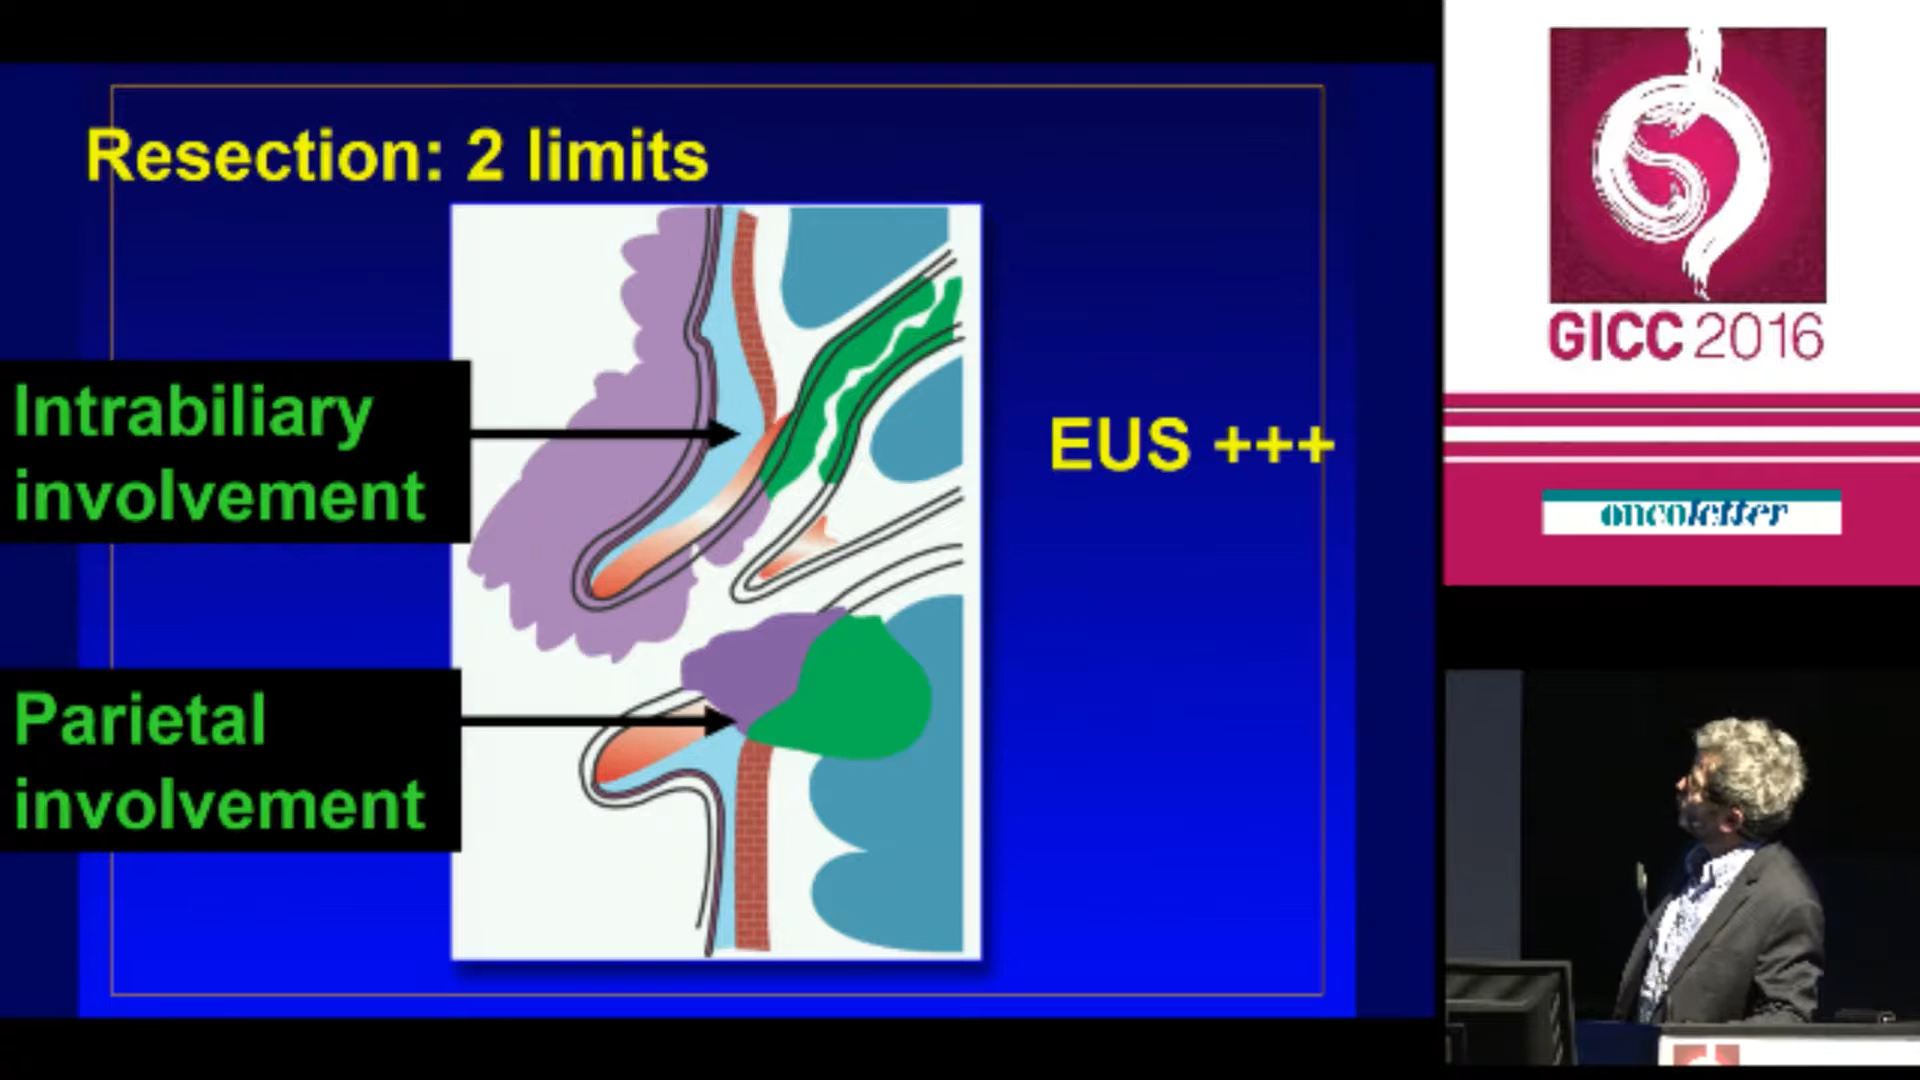 Resection: 2 limits
Intrabiliary
involvement
EUS +++
Parietal
involvement
GICC 2016
oncoletter